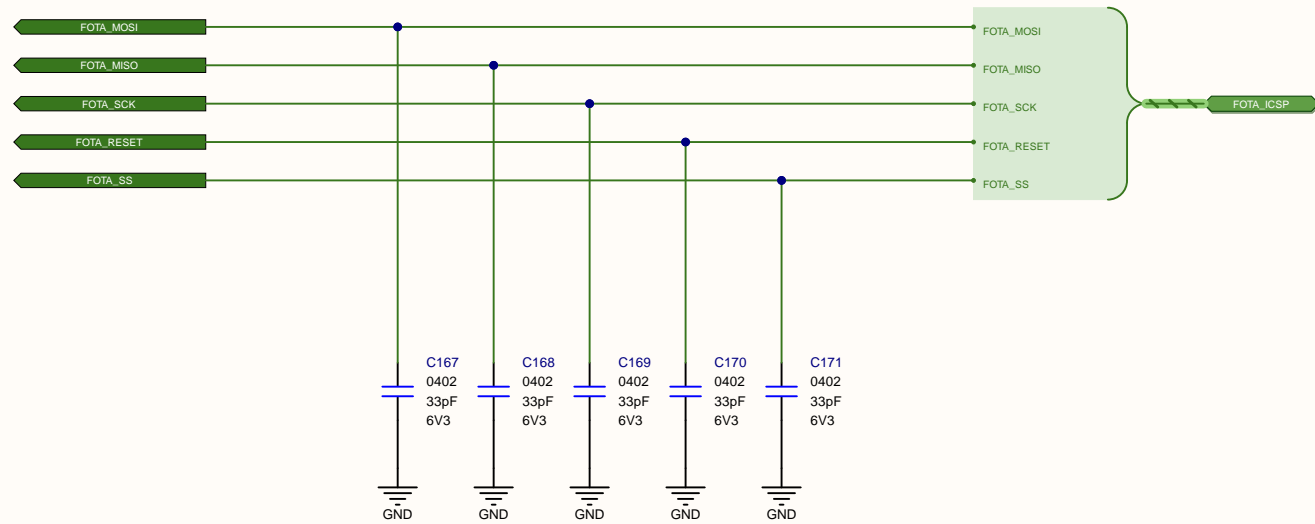 FOTA_MOSI
FOTA_MISO
FOTA_SCK
FOTA_RESET
FOTA_SS
FOTA_MOSI
FOTA_MISO
FOTA_SCK
FOTA_RESET
FOTA_SS
FOTA_ICSP
C167
0402
33pF
6V3
C168
0402
33pF
6V3
C169
0402
33pF
6V3
C170
0402
33pF
6V3
C171
0402
33pF
6V3
GND
GND
GND
GND
GND